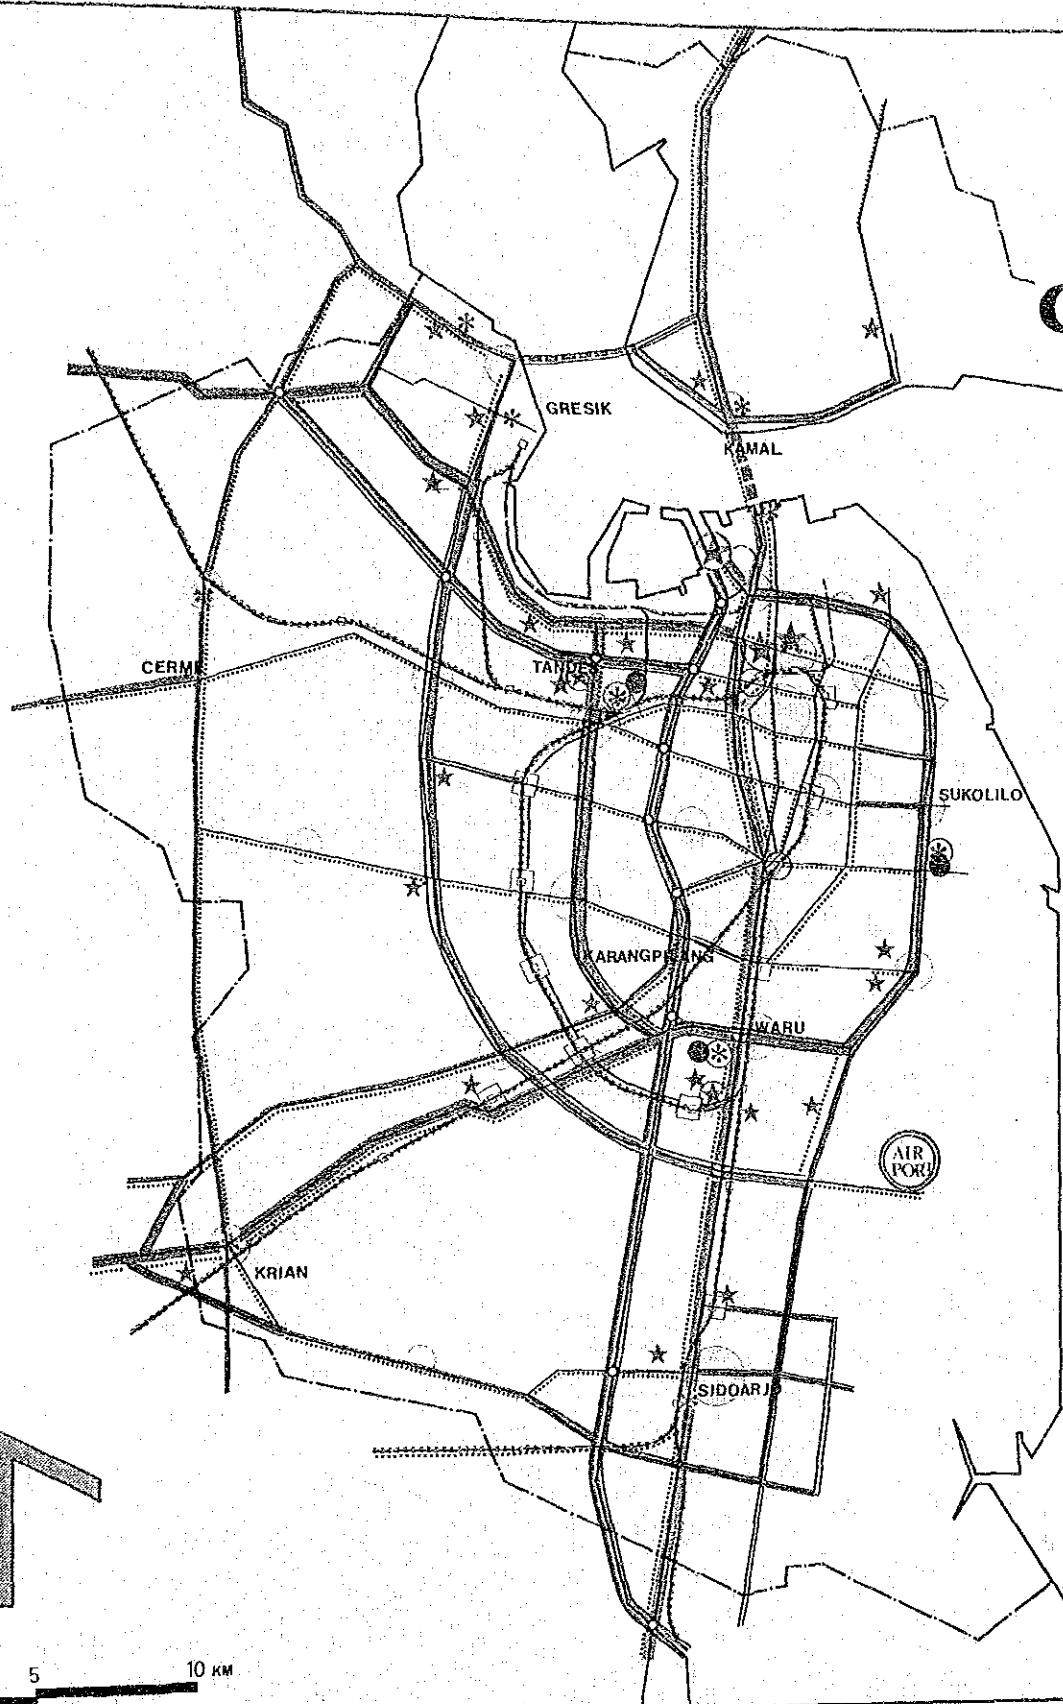 GRESIK
KAMAL
CERME
TANDES
SUKOLILO
KARANGPILANG
WARU
AIR
PORT
KRIAN
SIDOARJO
5
10 KM